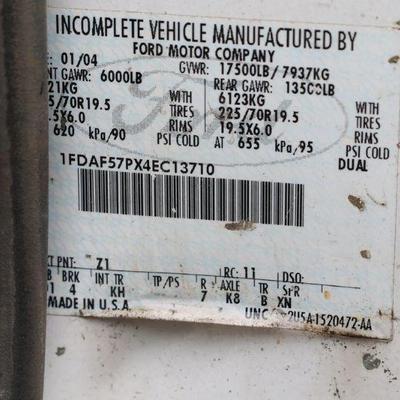 INCOMPLETE VEHICLE MANUFACTURED BY
FORD MOTOR COMPANY
E: 01/04 GVWR: 17500LB/ 7937KG
NT GAWR: 6000LB REAR GAWR: 13500LB
21KG WITH 6123KG WITH
5/70R19.5 TIRES 225/70R19.5 TIRES
.5X6.0 RIMS 19.5X6.0 RIMS
620 kPa/90 PSI COLD AT 655 kPa/95 PSI COLD
DUAL
1FDAF57PX4EC13710
PNT: Z1 RC: 11 DSO:
B BRK INT TR TP/PS R AXLE TR SPR
4 KH 7 K8 B XN
MADE IN U.S.A UNC 2U5A-1520472-AA